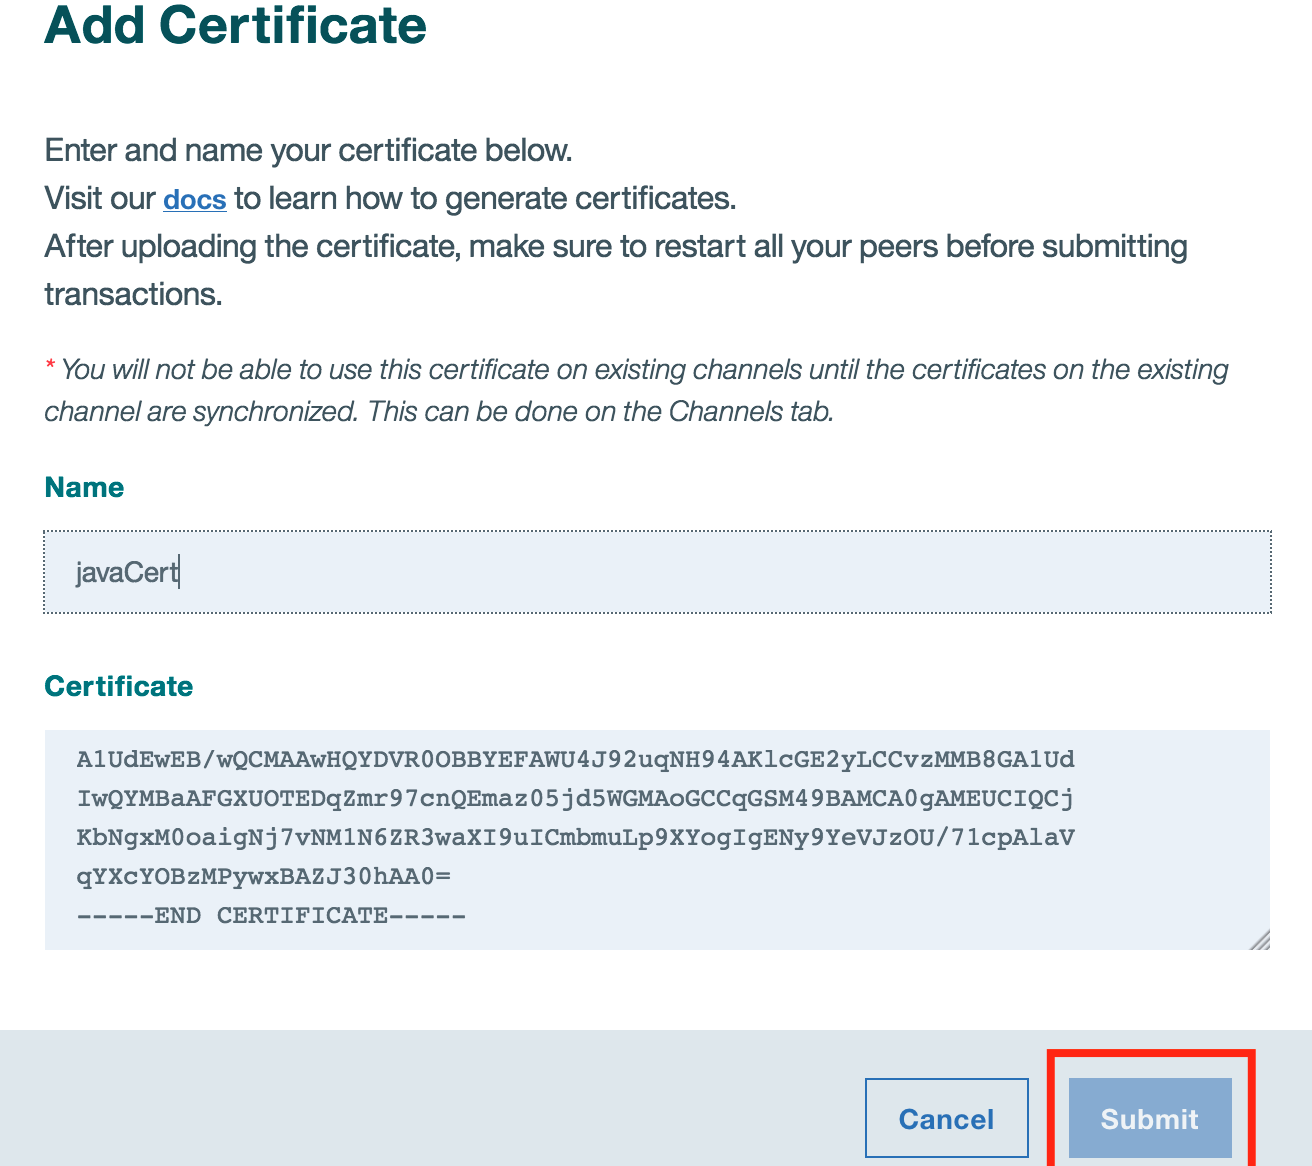 Add Certificate
Enter and name your certificate below.
Visit our docs to learn how to generate certificates.
After uploading the certificate, make sure to restart all your peers before submitting
transactions.
* You will not be able to use this certificate on existing channels until the certificates on the existing
channel are synchronized. This can be done on the Channels tab.
Name
javaCert
Certificate
A1UdEwEB/wQCMAAwHQYDVR0OBBYEFAWU4J92uqNH94AKlcGE2yLCCvzMMB8GA1Ud
IwQYMBaAFGXUOTEDqZmr97cnQEmaz05jd5WGMAoGCCqGSM49BAMCA0gAMEUCIQCj
KbNgxM0oaigNj7vNM1N6ZR3waXI9uICmbmuLp9XYogIgENy9YeVJzOU/71cpAlaV
qYXcYOBzMPywxBAZJ30hAA0=
-----END CERTIFICATE-----
Cancel
Submit